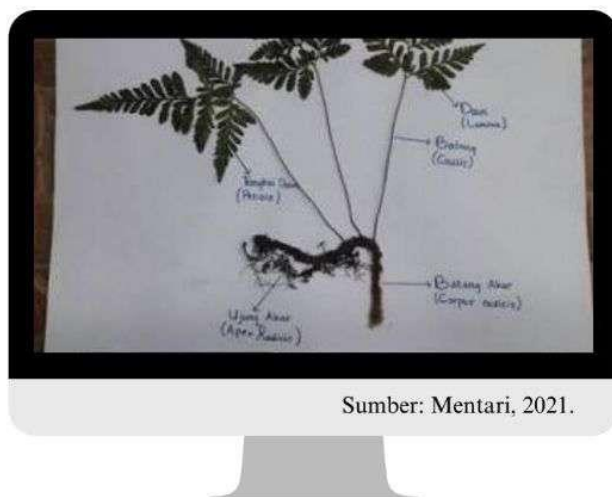 Daun
(Lamina)
Batang
(Caulis)
Tangkai Daun
(Petiole)
Batang Akar
(Corpus radicis)
Ujung Akar
(Apex Radicis)
Sumber: Mentari, 2021.